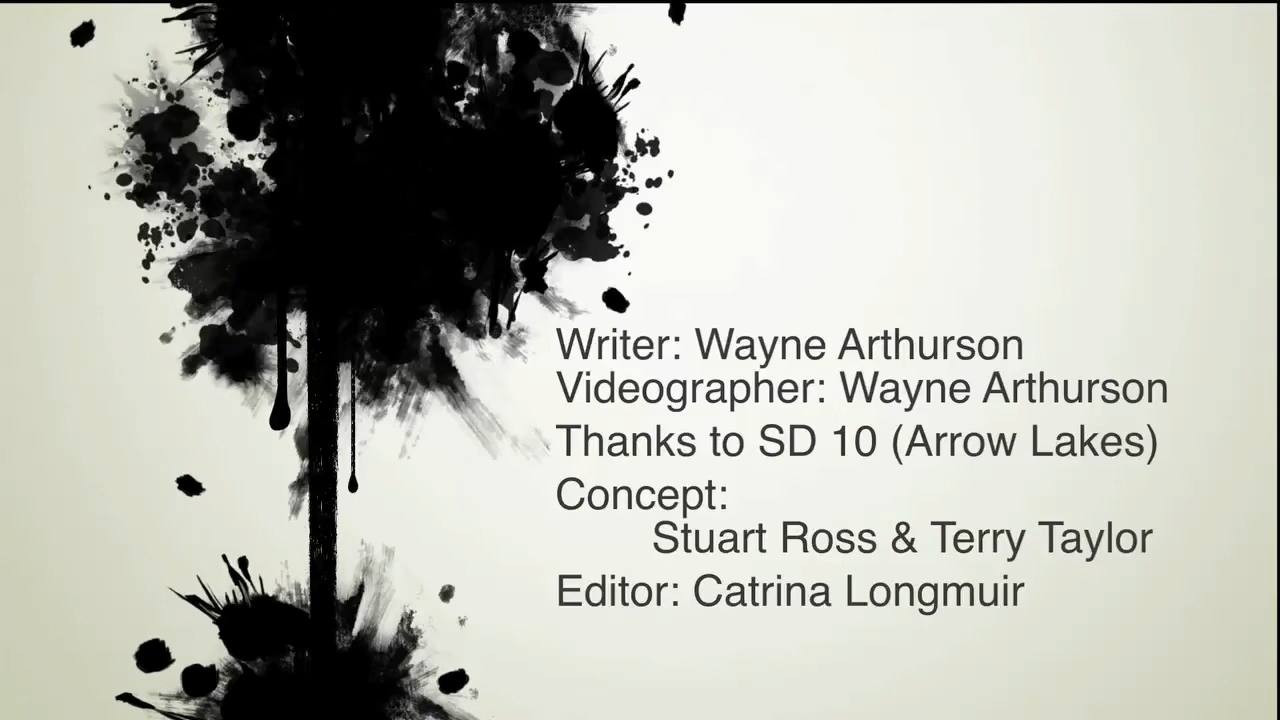 Writer: Wayne Arthurson
Videographer: Wayne Arthurson
Thanks to SD 10 (Arrow Lakes)
Concept:
Stuart Ross & Terry Taylor
Editor: Catrina Longmuir